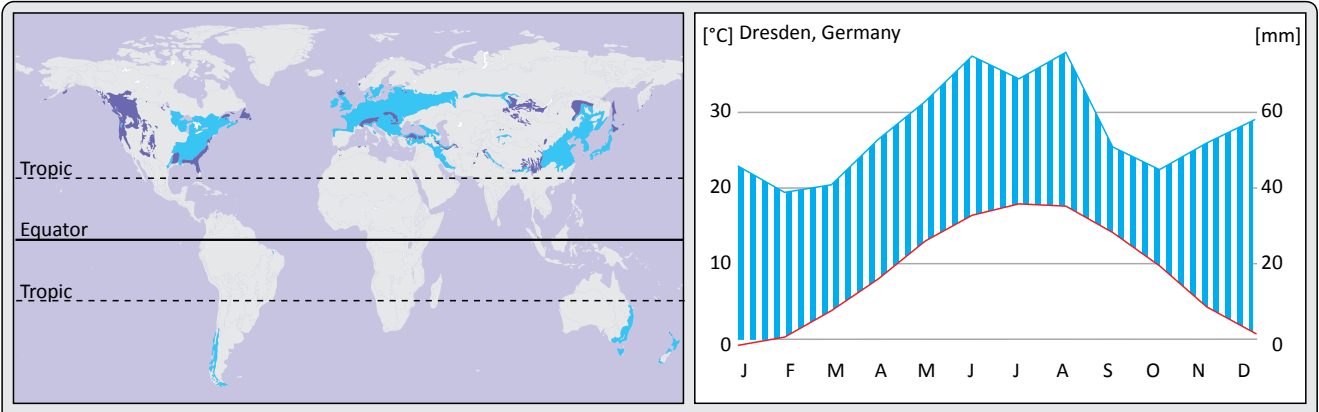 Tropic
Equator
Tropic
[°C] Dresden, Germany [mm]
30 60
20 40
10 20
0 0
J F M A M J J A S O N D